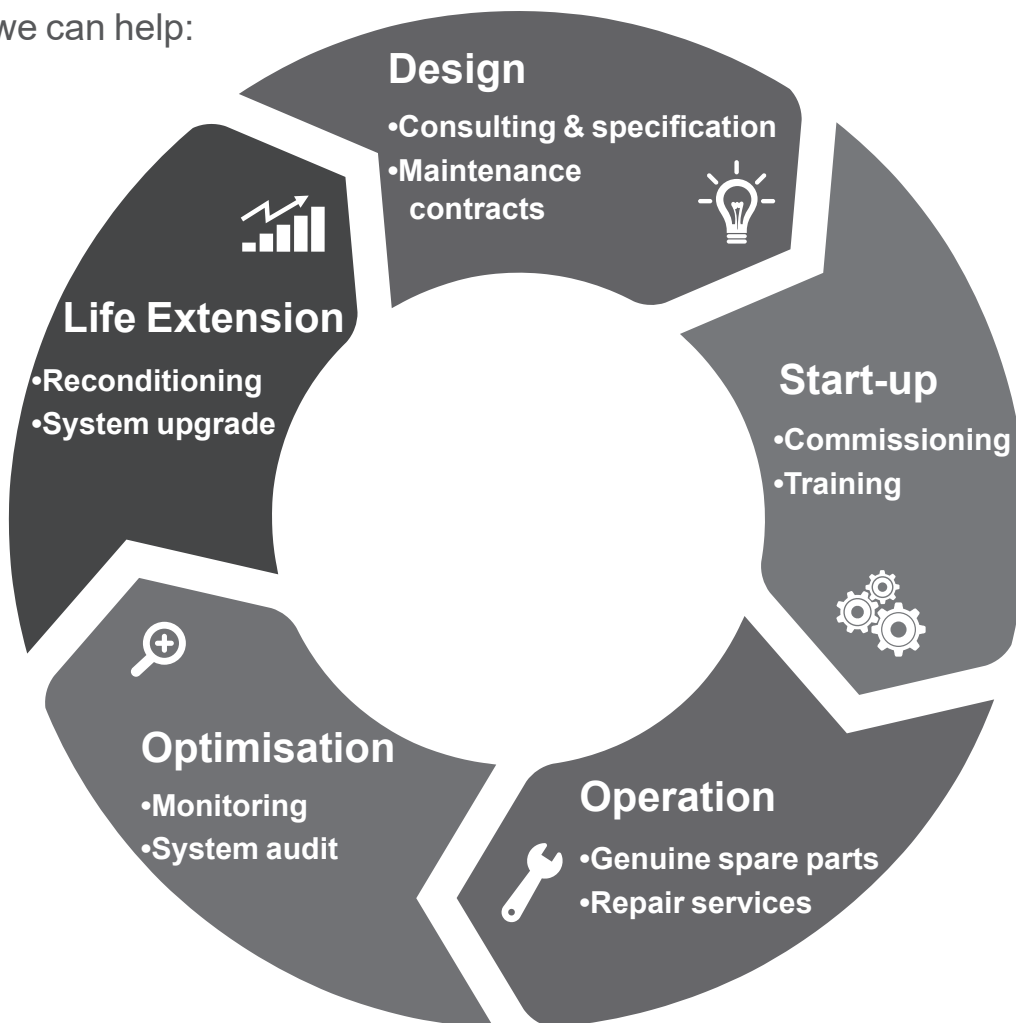 we can help:
Design
•Consulting & specification
•Maintenance
contracts
Start-up
•Commissioning
•Training
Operation
•Genuine spare parts
•Repair services
Optimisation
•Monitoring
•System audit
Life Extension
•Reconditioning
•System upgrade